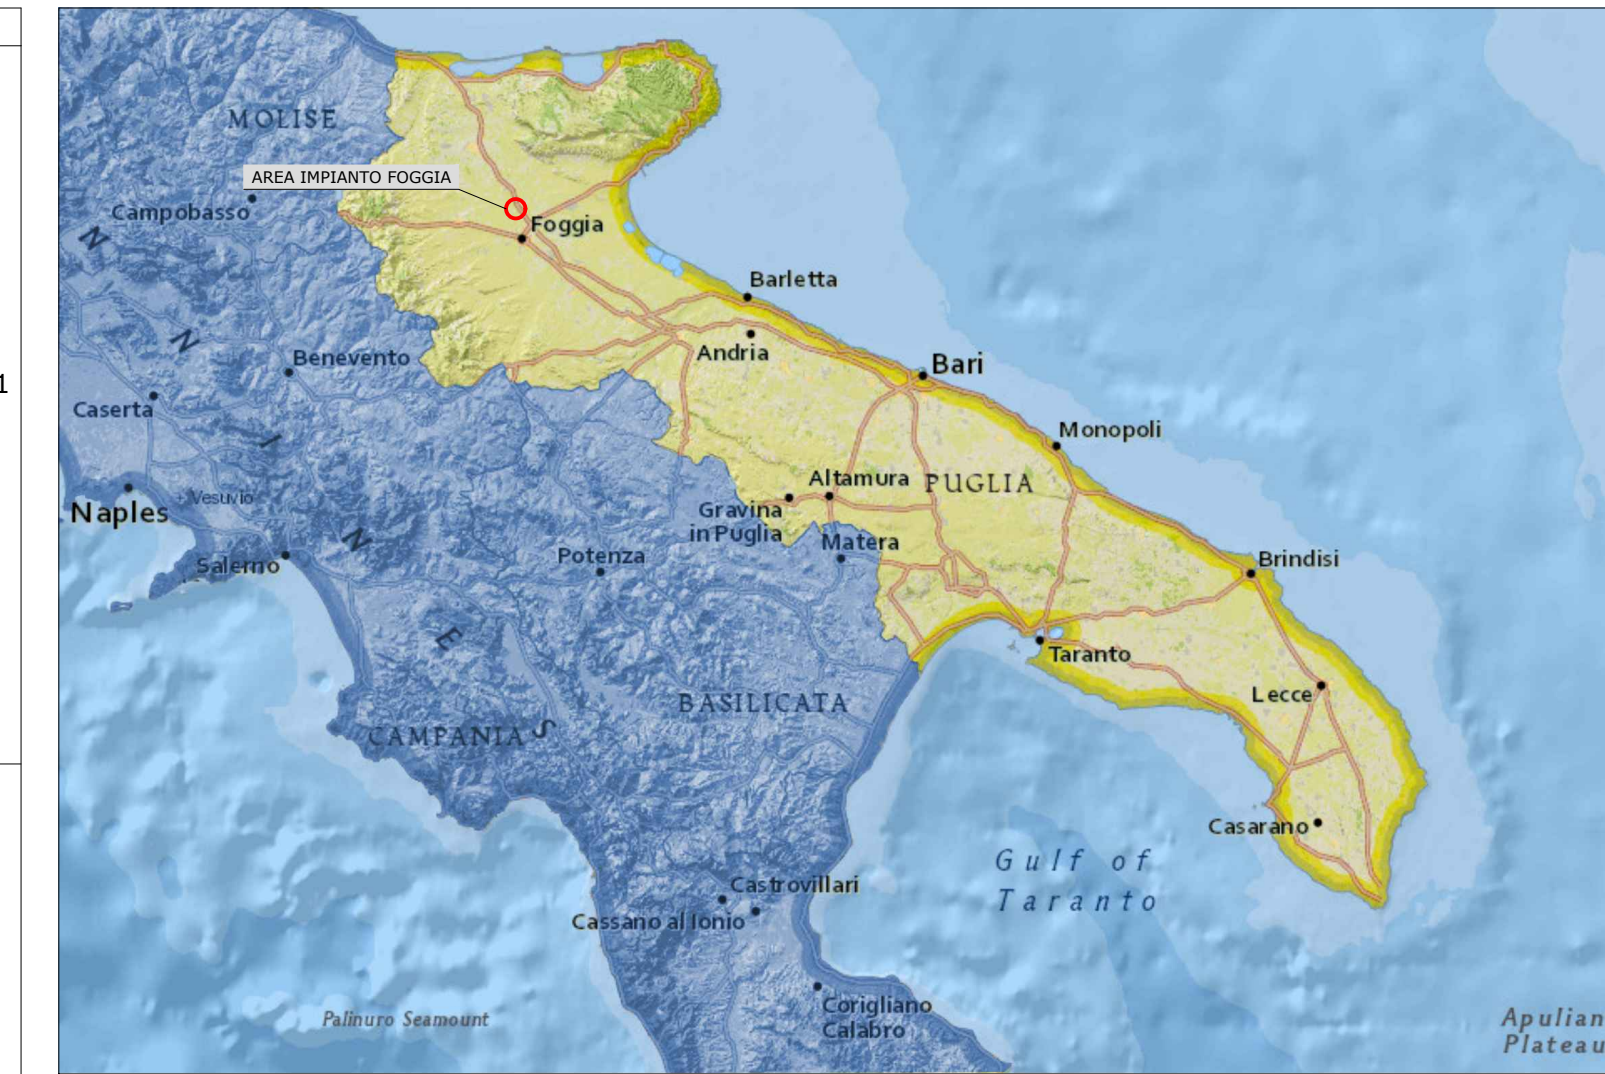 MOLISE
AREA IMPIANTO FOGGIA
Campobasso
Foggia
Barletta
Andria
Bari
Benevento
1
Caserta
Monopoli
Altamura
PUGLIA
Vesuvio
Naples
Gravina
in Puglia
Matera
Salerno
Potenza
Brindisi
Taranto
Lecce
BASILICATA
CAMPANIA
N N I N E S
Casarano
Gulf of
Taranto
Castrovillari
Cassano al Ionio
Corigliano
Calabro
Palinuro Seamount
Apulian
Plateau